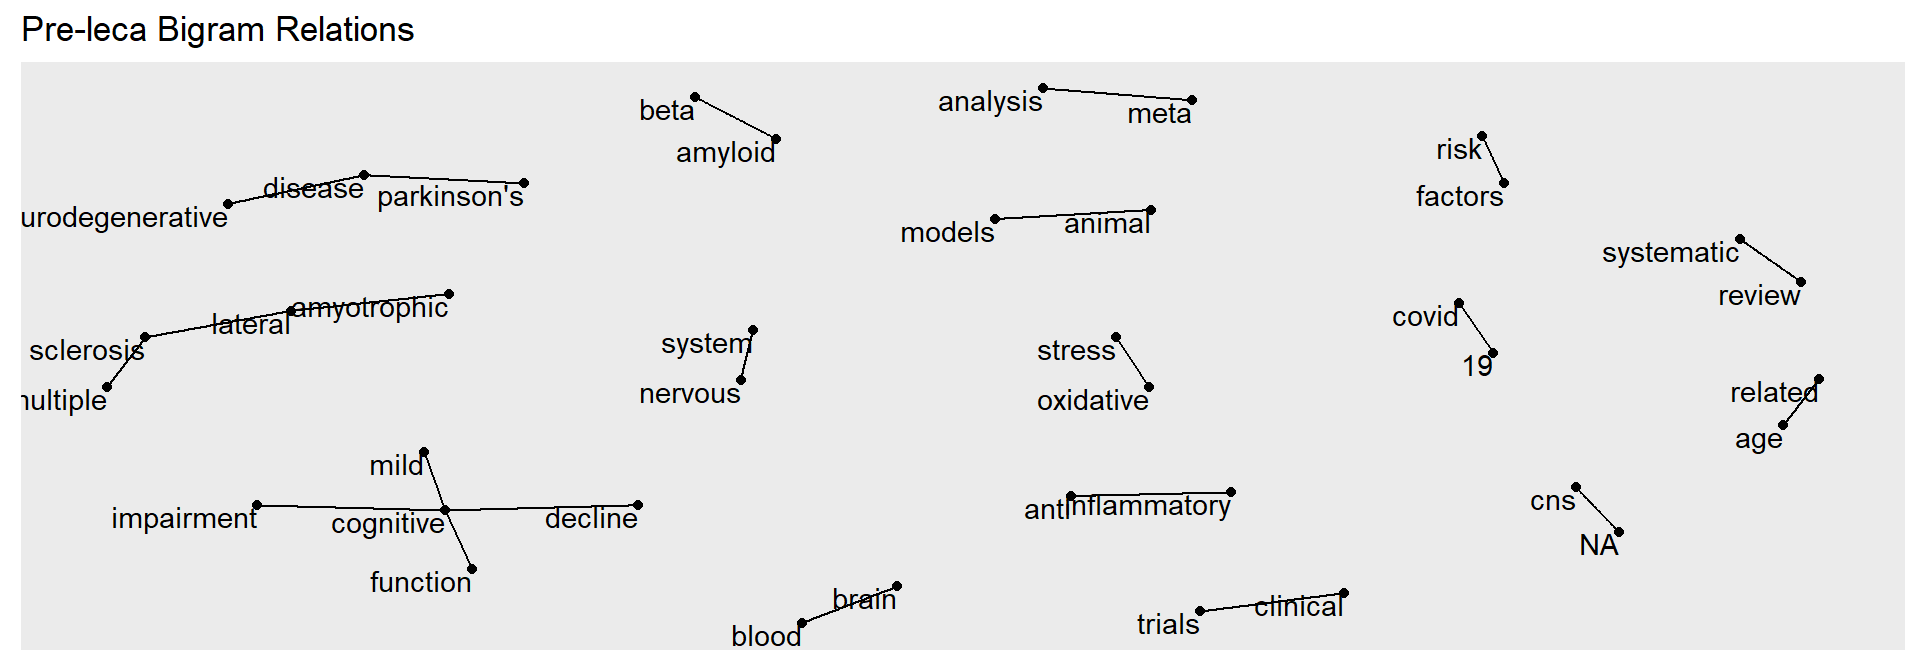 Pre-leca Bigram Relations
beta
amyloid
analysis
meta
risk
factors
disease
parkinson's
urodegenerative
models
animal
systematic
review
amyotrophic
lateral
sclerosis
nultiple
system
nervous
stress
oxidative
covid
19
related
age
mild
impairment
cognitive
decline
function
anti
inflammatory
cns
NA
brain
blood
clinical
trials